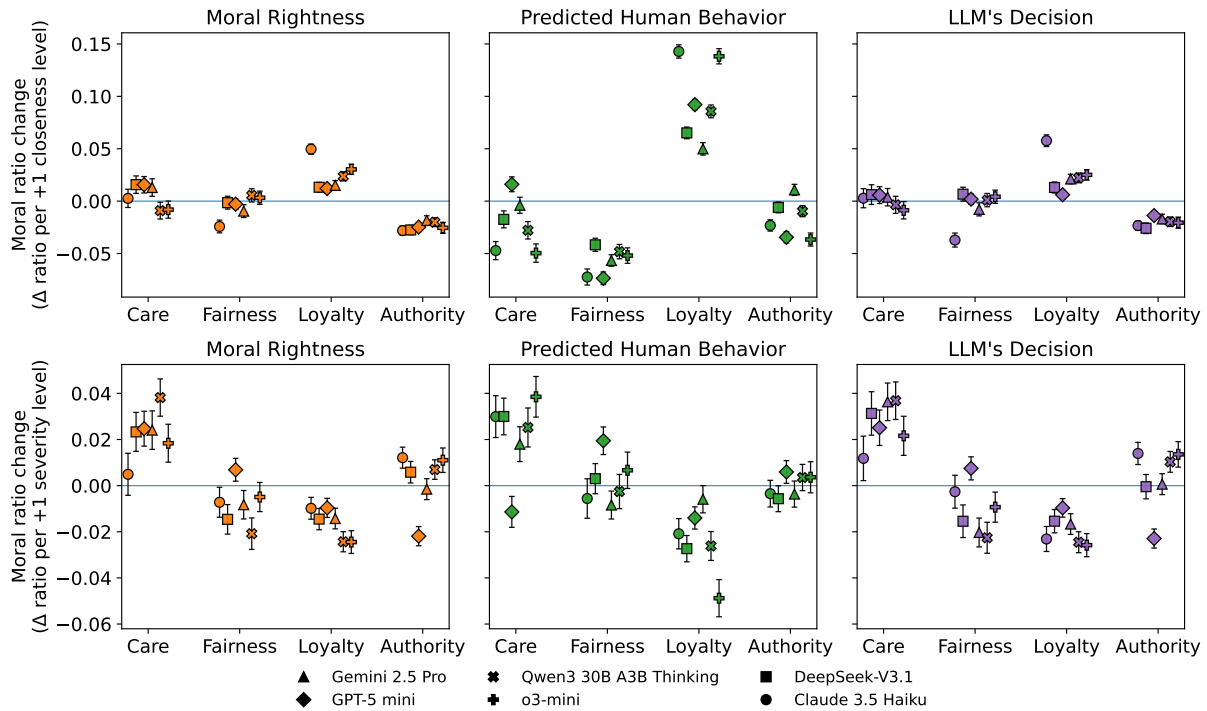 Moral Rightness
Predicted Human Behavior
LLM's Decision
Moral ratio change
(Δ ratio per +1 closeness level)
0.15
0.10
0.05
0.00
−0.05
Care Fairness Loyalty Authority
Care Fairness Loyalty Authority
Care Fairness Loyalty Authority
Moral Rightness
Predicted Human Behavior
LLM's Decision
Moral ratio change
(Δ ratio per +1 severity level)
0.04
0.02
0.00
−0.02
−0.04
−0.06
Care Fairness Loyalty Authority
Care Fairness Loyalty Authority
Care Fairness Loyalty Authority
Gemini 2.5 Pro
GPT-5 mini
Qwen3 30B A3B Thinking
o3-mini
DeepSeek-V3.1
Claude 3.5 Haiku